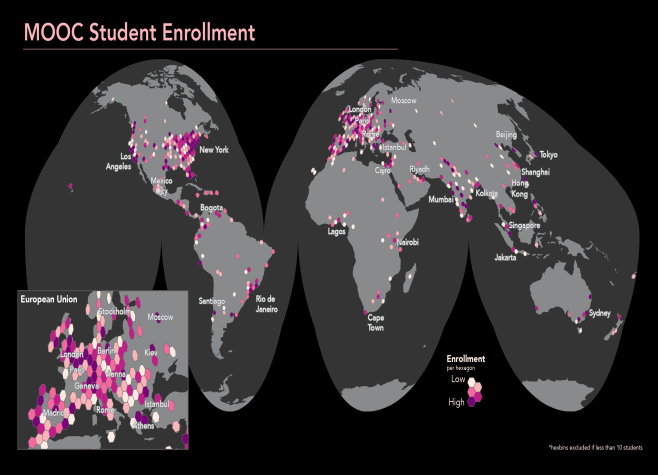 MOOC Student Enrollment
Moscow
London
Paris
Rome
Istanbul
Beijing
New York
Los
Angeles
Tokyo
Cairo
Riyadh
Shanghai
Mexico
City
Hong
Kong
Kolkata
Mumbai
Bogota
Lagos
Singapore
Nairobi
Jakarta
European Union
Santiago
Rio de
Janeiro
Cape
Town
Sydney
Stockholm
Moscow
London
Berlin
Kiev
Paris
Vienna
Geneva
Madrid
Rome
Istanbul
Athens
Enrollment
per hexagon
Low
High
*hexbins excluded if less than 10 students